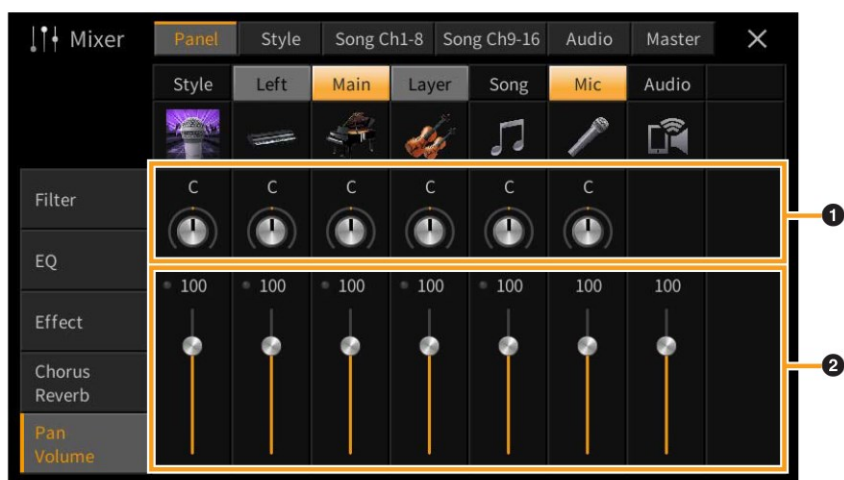 Mixer
Panel Style Song Ch1-8 Song Ch9-16 Audio Master
Style Left Main Layer Song Mic Audio
Filter
C C C C C C
1
EQ
100 100 100 100 100 100 100
Effect
Chorus
Reverb
2
Pan
Volume